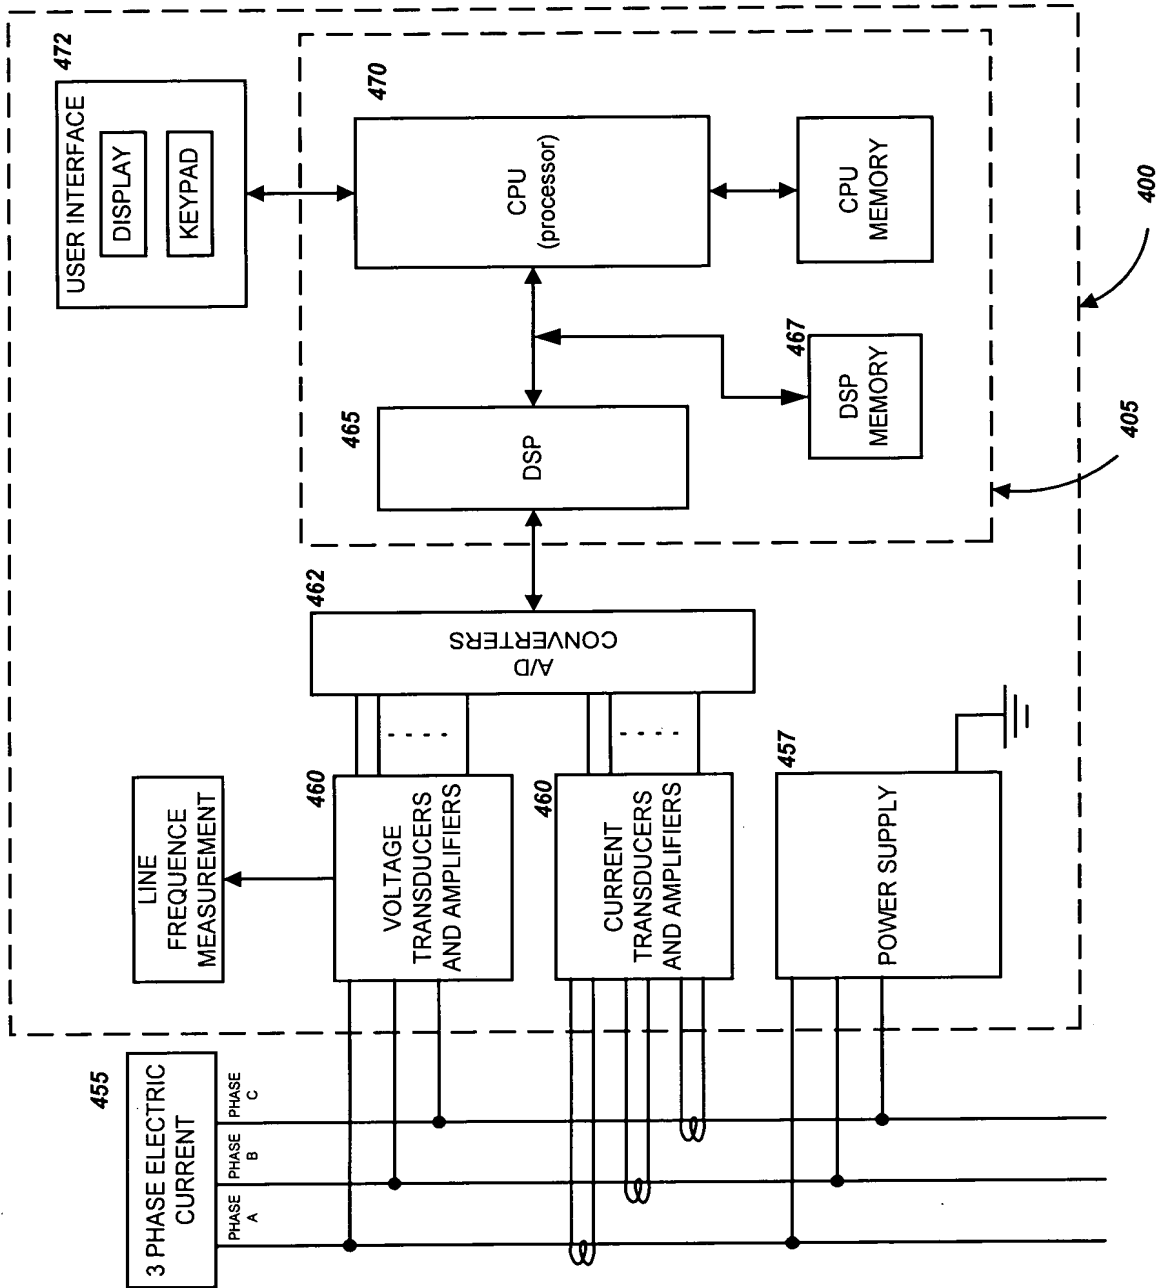 472
USER INTERFACE
DISPLAY
KEYPAD
470
CPU
(processor)
CPU
MEMORY
400
467
DSP
MEMORY
405
465
DSP
462
A/D
CONVERTERS
LINE
FREQUENCE
MEASUREMENT
460
VOLTAGE
TRANSDUCERS
AND AMPLIFIERS
460
CURRENT
TRANSDUCERS
AND AMPLIFIERS
457
POWER SUPPLY
455
3 PHASE ELECTRIC
CURRENT
PHASE
A
PHASE
B
PHASE
C